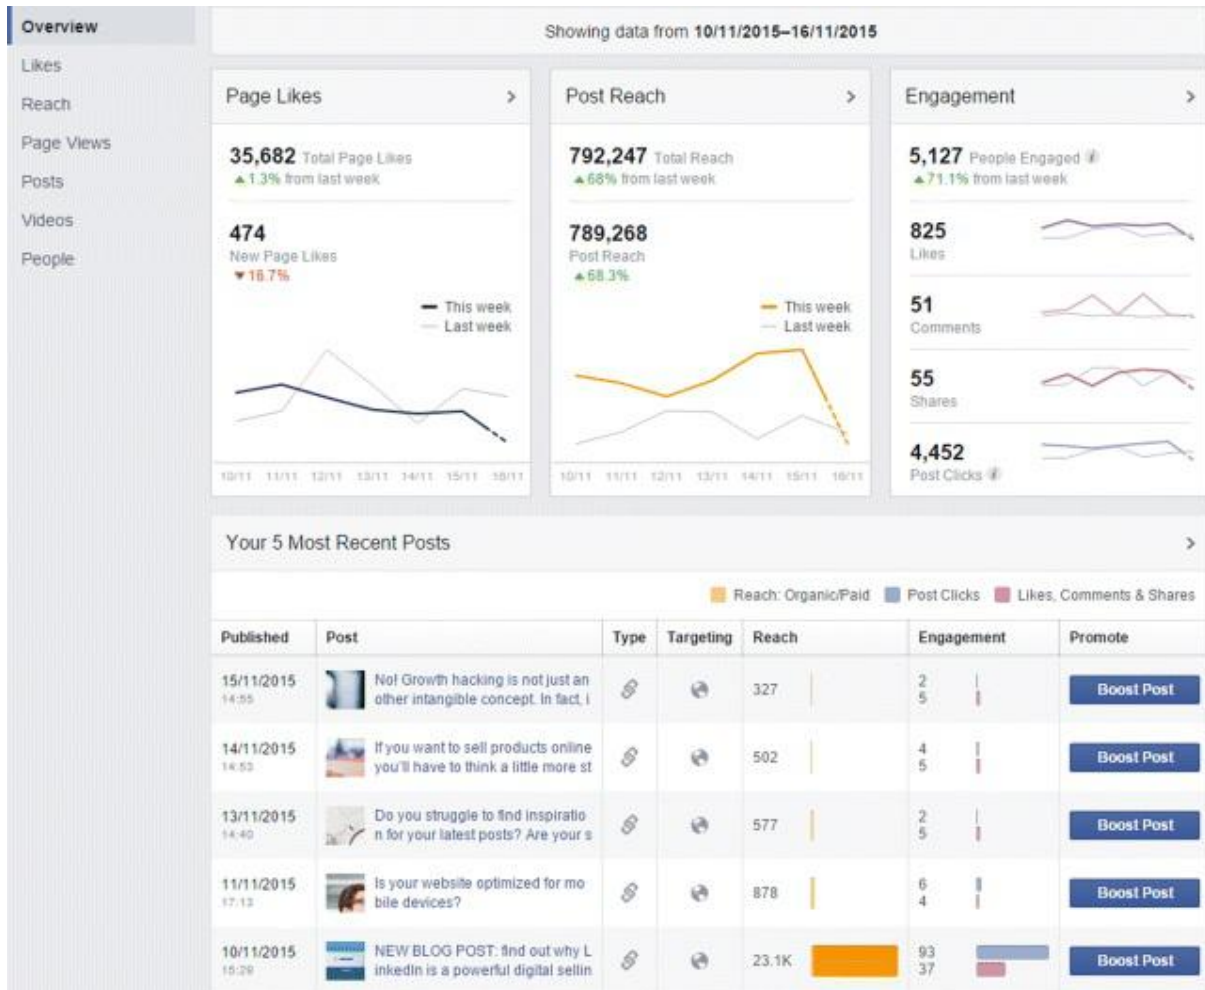 Overview
Likes
Reach
Page Views
Posts
Videos
People
Showing data from 10/11/2015–16/11/2015
Page Likes
35,682 Total Page Likes
1.3% from last week
474
New Page Likes
16.7%
This week
Last week
10/11 11/11 12/11 13/11 14/11 15/11 16/11
Post Reach
792,247 Total Reach
68% from last week
789,268
Post Reach
68.3%
This week
Last week
10/11 11/11 12/11 13/11 14/11 15/11 16/11
Engagement
5,127 People Engaged i
71.1% from last week
825
Likes
51
Comments
55
Shares
4,452
Post Clicks i
Your 5 Most Recent Posts
Reach: Organic/Paid Post Clicks Likes, Comments & Shares
Published Post Type Targeting Reach Engagement Promote
15/11/2015 No! Growth hacking is not just an 327 2 Boost Post
14:55 other intangible concept. In fact, i 5
14/11/2015 If you want to sell products online 502 4 Boost Post
14:53 you'll have to think a little more st 5
13/11/2015 Do you struggle to find inspiratio 577 2 Boost Post
14:40 n for your latest posts? Are your s 5
11/11/2015 Is your website optimized for mo 878 6 Boost Post
17:13 bile devices? 4
10/11/2015 NEW BLOG POST: find out why L 23.1K 93 Boost Post
inkedIn is a powerful digital sellin 37